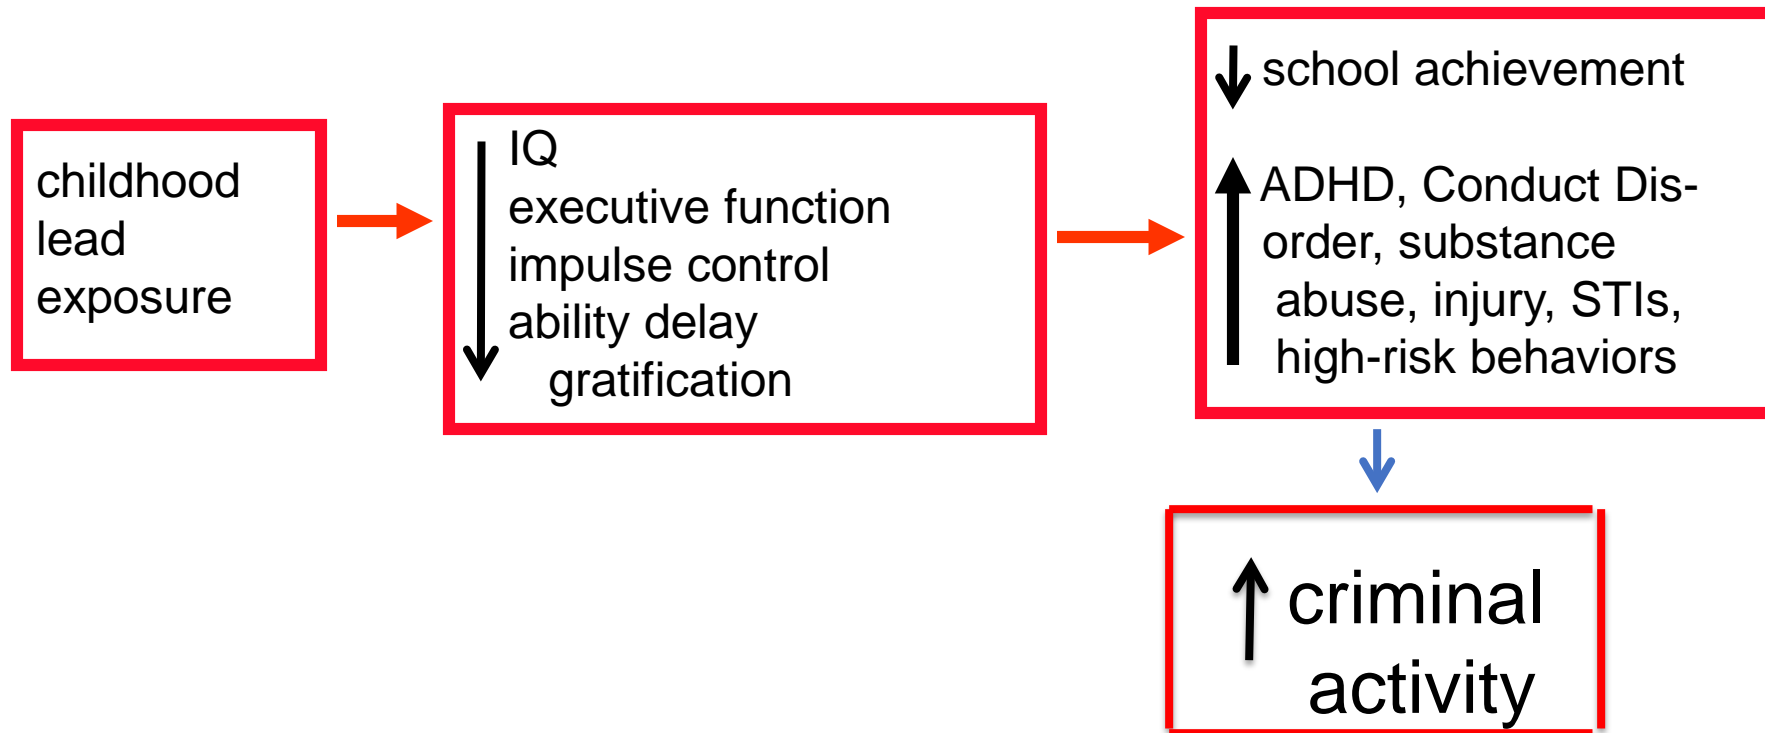 childhood
lead
exposure
IQ
executive function
impulse control
ability delay
gratification
school achievement
ADHD, Conduct Dis-
order, substance
abuse, injury, STIs,
high-risk behaviors
criminal
activity